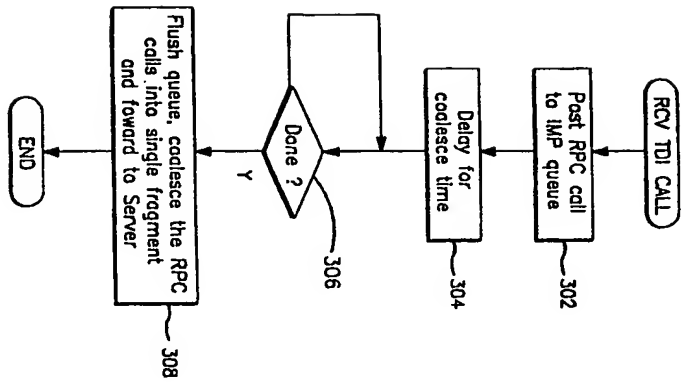 RCV TDI CALL
Post RPC call
to IMP queue
302
Delay for
coalesce time
304
Done ?
306
Y
Flush queue, coalesce the RPC
calls into single fragment
and foward to Server
308
END